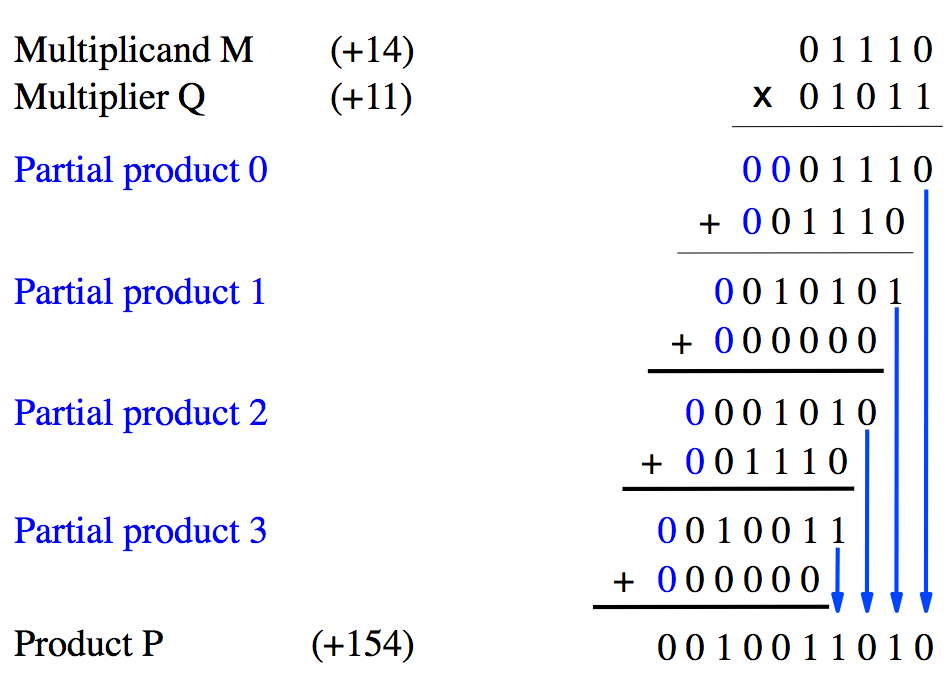 Multiplicand M (+14) 0 1 1 1 0
Multiplier Q (+11) x 0 1 0 1 1
Partial product 0 0 0 0 1 1 1 0
+ 0 0 1 1 1 0
Partial product 1 0 0 1 0 1 0 1
+ 0 0 0 0 0 0
Partial product 2 0 0 0 1 0 1 0
+ 0 0 1 1 1 0
Partial product 3 0 0 1 0 0 1 1
+ 0 0 0 0 0 0
Product P (+154) 0 0 1 0 0 1 1 0 1 0